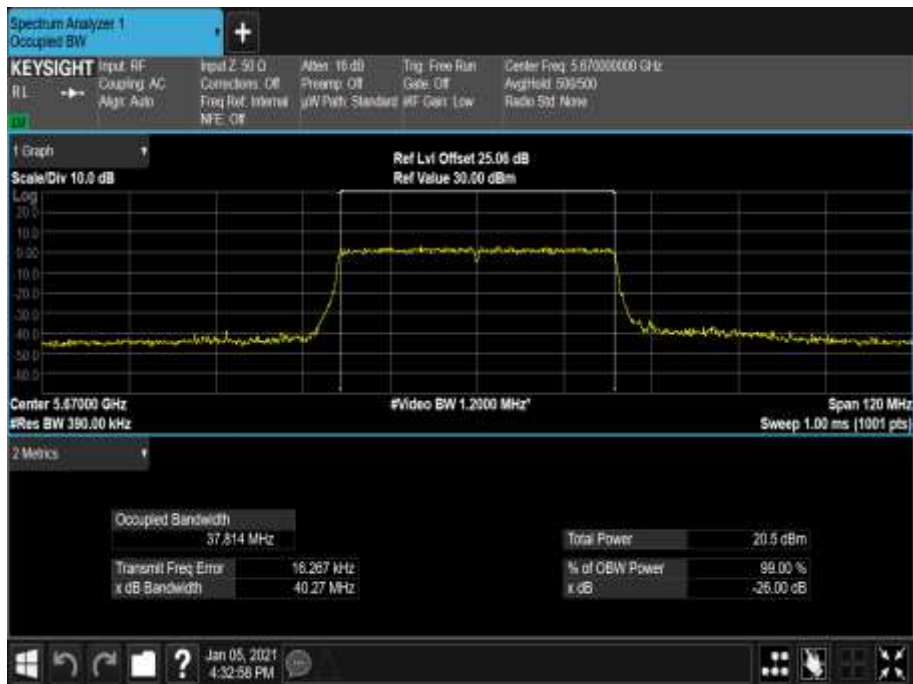 Spectrum Analyzer 1
Occupied BW
+
KEYSIGHT Input: RF Input Z: 50 Ω Atten: 16 dB Trig: Free Run Center Freq: 5.670000000 GHz
RL Coupling: AC Corrections: Off Preamp: Off Gate: Off Avg|Hold: 500/500
Align: Auto Freq Ref: Internal µW Path: Standard #IF Gain: Low Radio Std: None
NFE: Off
1 Graph Ref Lvl Offset 25.06 dB
Scale/Div 10.0 dB Ref Value 30.00 dBm
Log
20.0
10.0
0.00
-10.0
-20.0
-30.0
-40.0
-50.0
-60.0
Center 5.67000 GHz #Video BW 1.2000 MHz* Span 120 MHz
#Res BW 390.00 kHz Sweep 1.00 ms (1001 pts)
2 Metrics
Occupied Bandwidth
37.814 MHz Total Power 20.5 dBm
Transmit Freq Error 16.267 kHz % of OBW Power 99.00 %
x dB Bandwidth 40.27 MHz x dB -26.00 dB
? Jan 05, 2021
4:32:58 PM